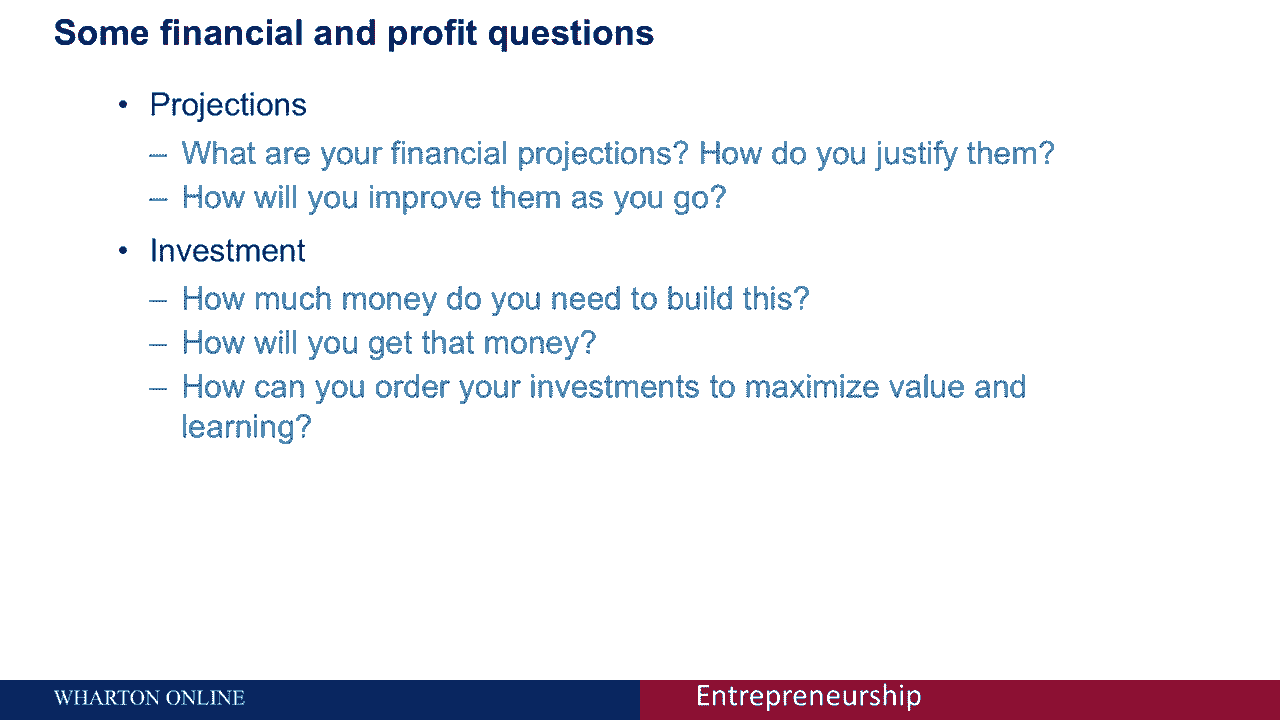 Some financial and profit questions
• Projections
– What are your financial projections? How do you justify them?
– How will you improve them as you go?
• Investment
– How much money do you need to build this?
– How will you get that money?
– How can you order your investments to maximize value and
learning?
WHARTON ONLINE
Entrepreneurship